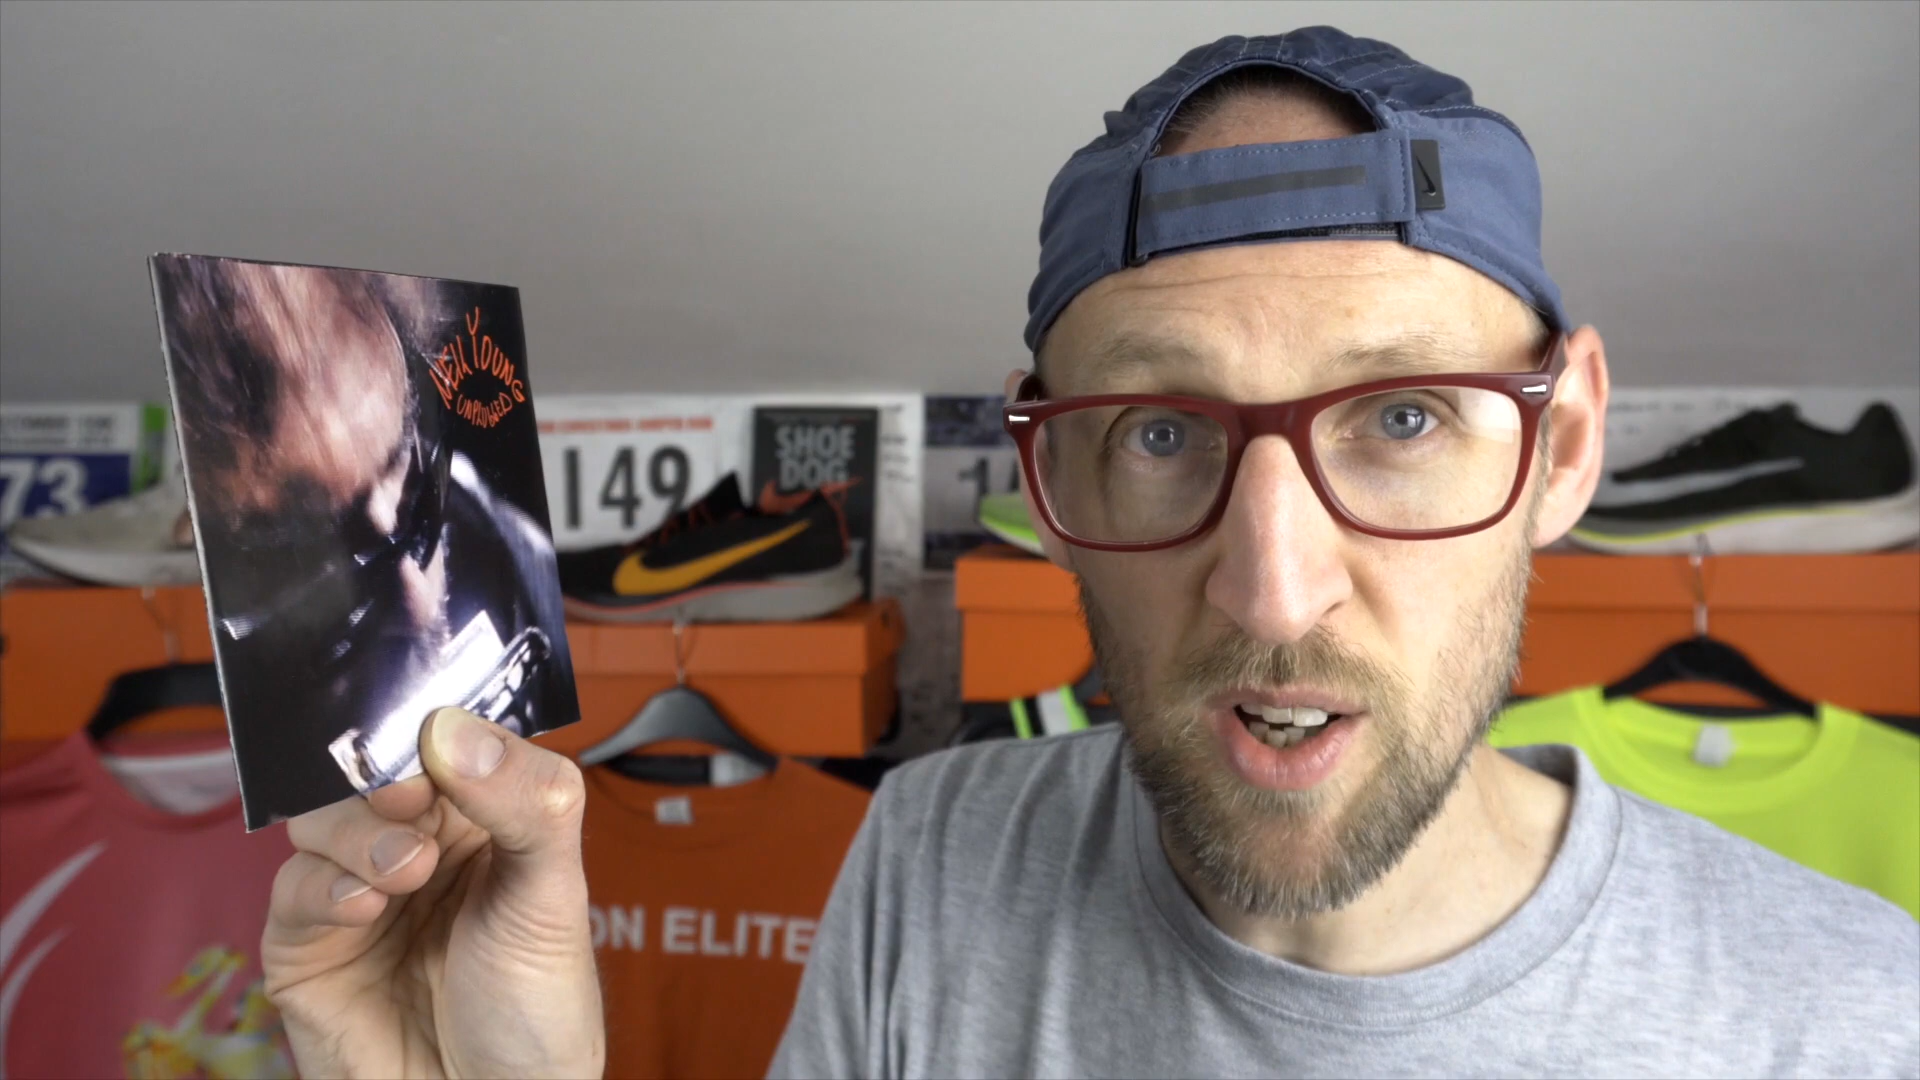 NEIL YOUNG
UNPLUGGED
73
149
SHOE
DOG
ON ELITE